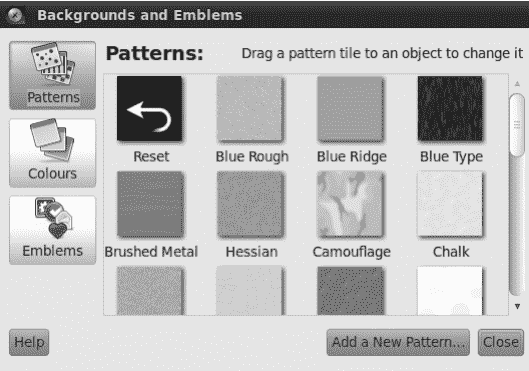 Backgrounds and Emblems
Patterns: Drag a pattern tile to an object to change it
Patterns
Colours
Emblems
Reset Blue Rough Blue Ridge Blue Type
Brushed Metal Hessian Camouflage Chalk
Help Add a New Pattern... Close